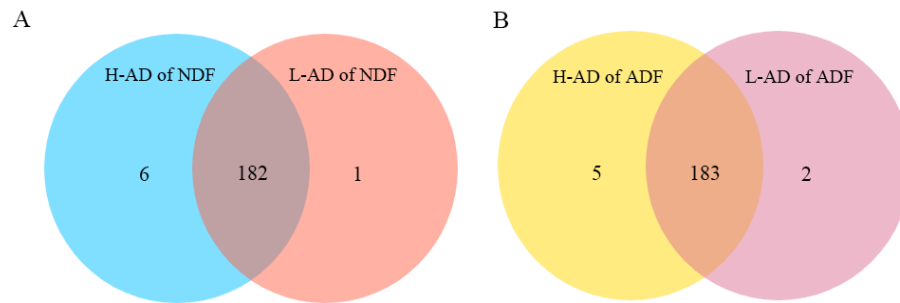 A
H-AD of NDF
L-AD of NDF
6
182
1
B
H-AD of ADF
L-AD of ADF
5
183
2